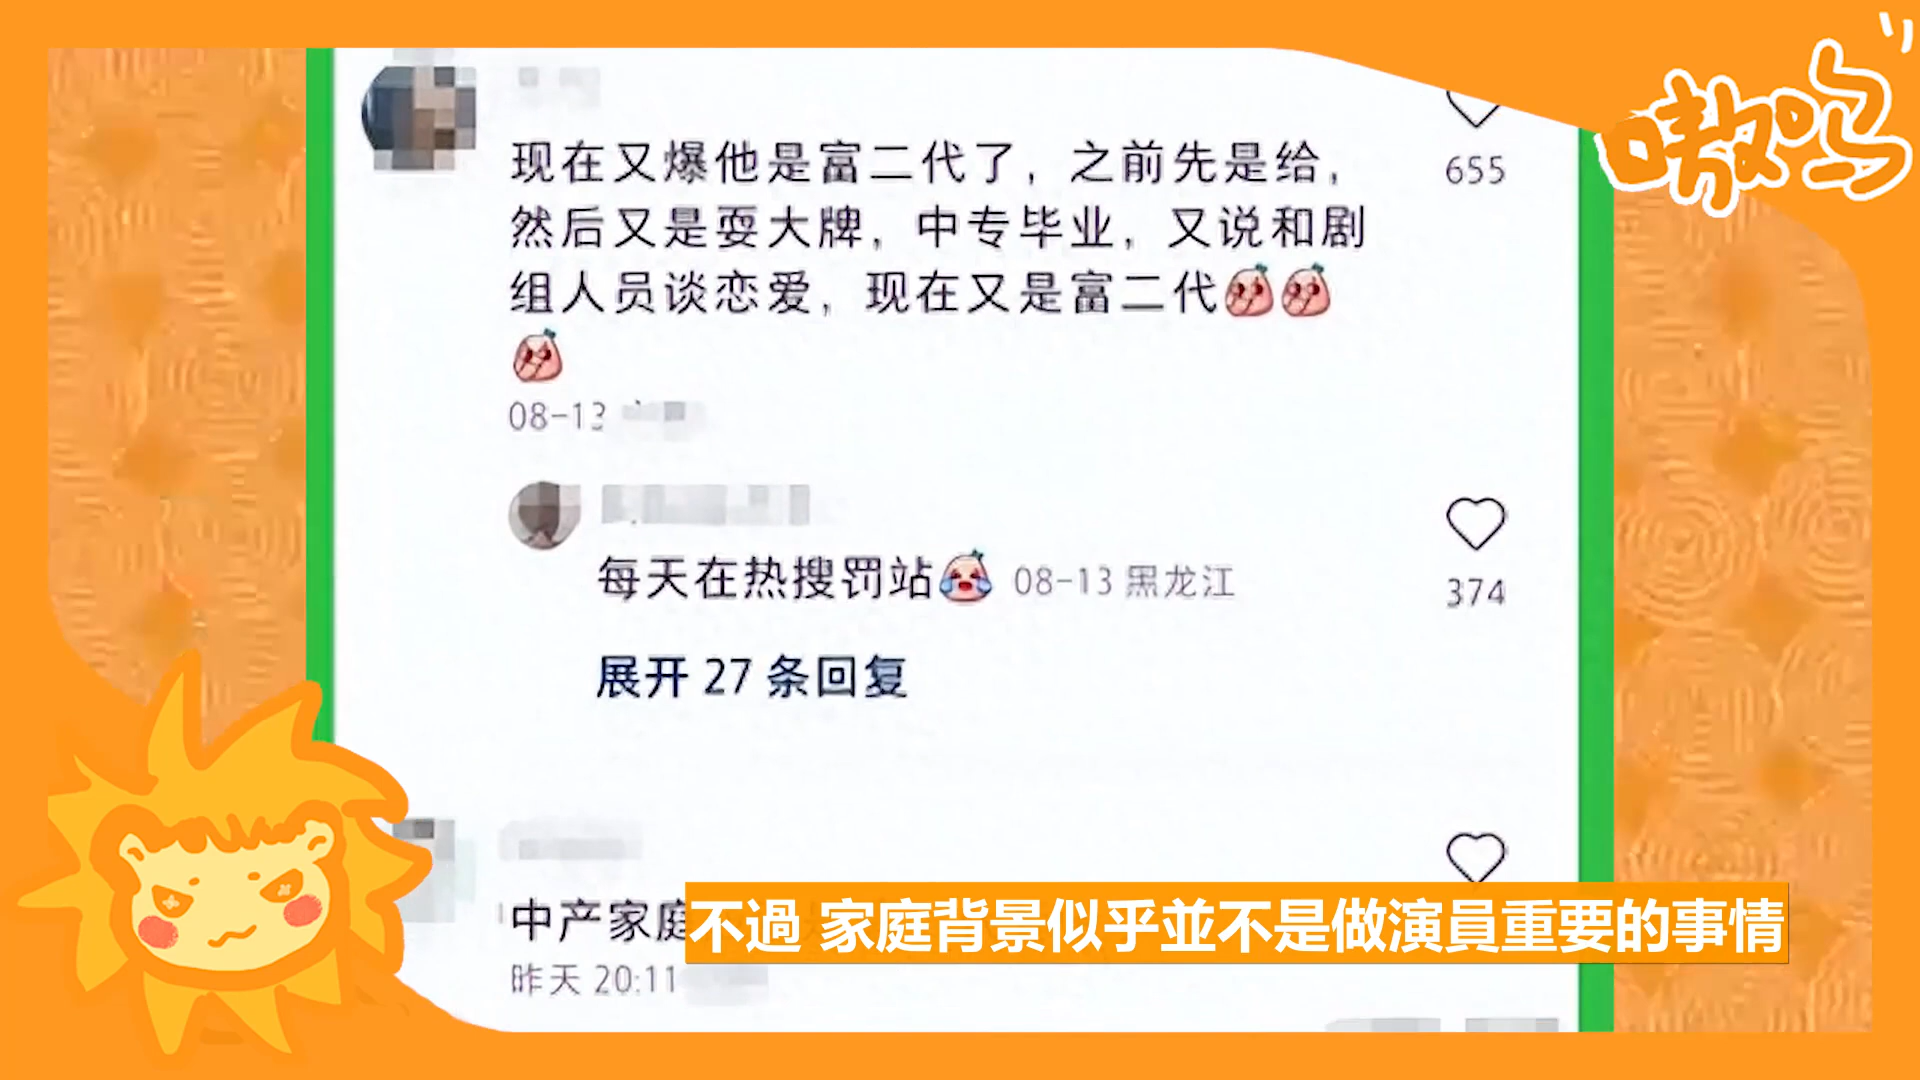 嗷呜
现在又爆他是富二代了，之前先是给，
655
然后又是耍大牌，中专毕业，又说和剧
组人员谈恋爱，现在又是富二代
08-13
每天在热搜罚站 08-13 黑龙江
374
展开 27 条回复
中产家庭
不過 家庭背景似乎並不是做演員重要的事情
昨天 20:11